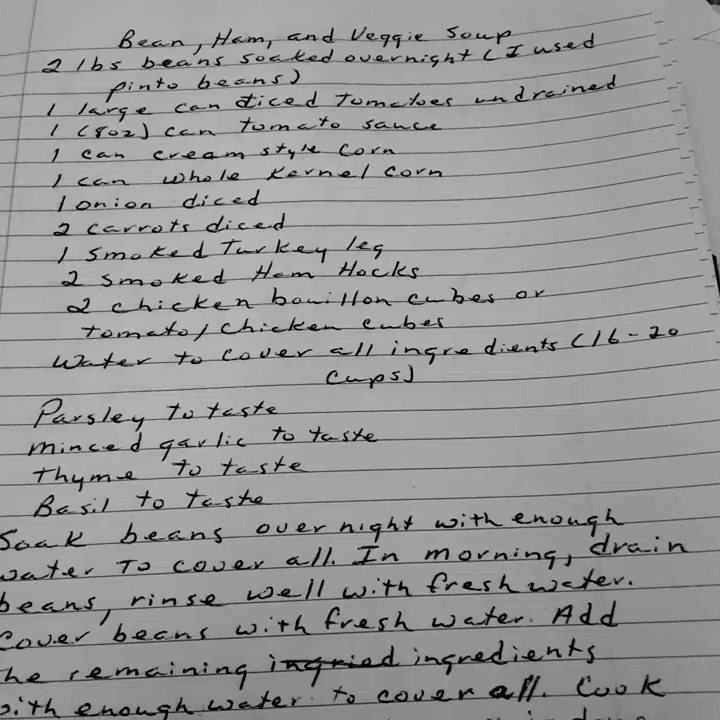 Bean, Ham, and Veggie Soup
2 lbs beans soaked overnight (I used
pinto beans)
1 large can diced Tomatoes undrained
1 (8oz) can tomato sauce
1 can cream style corn
1 can whole Kernel corn
1 onion diced
2 carrots diced
1 Smoked Turkey leg
2 Smoked Ham Hocks
2 chicken bouillon cubes or
tomato/chicken cubes
Water to cover all ingredients (16-20
cups)
Parsley to taste
minced garlic to taste
thyme to taste
Basil to taste
Soak beans overnight with enough
water To cover all. In morning, drain
beans, rinse well with fresh water.
Cover beans with fresh water. Add
he remaining ingried ingredients
with enough water to cover all. Cook